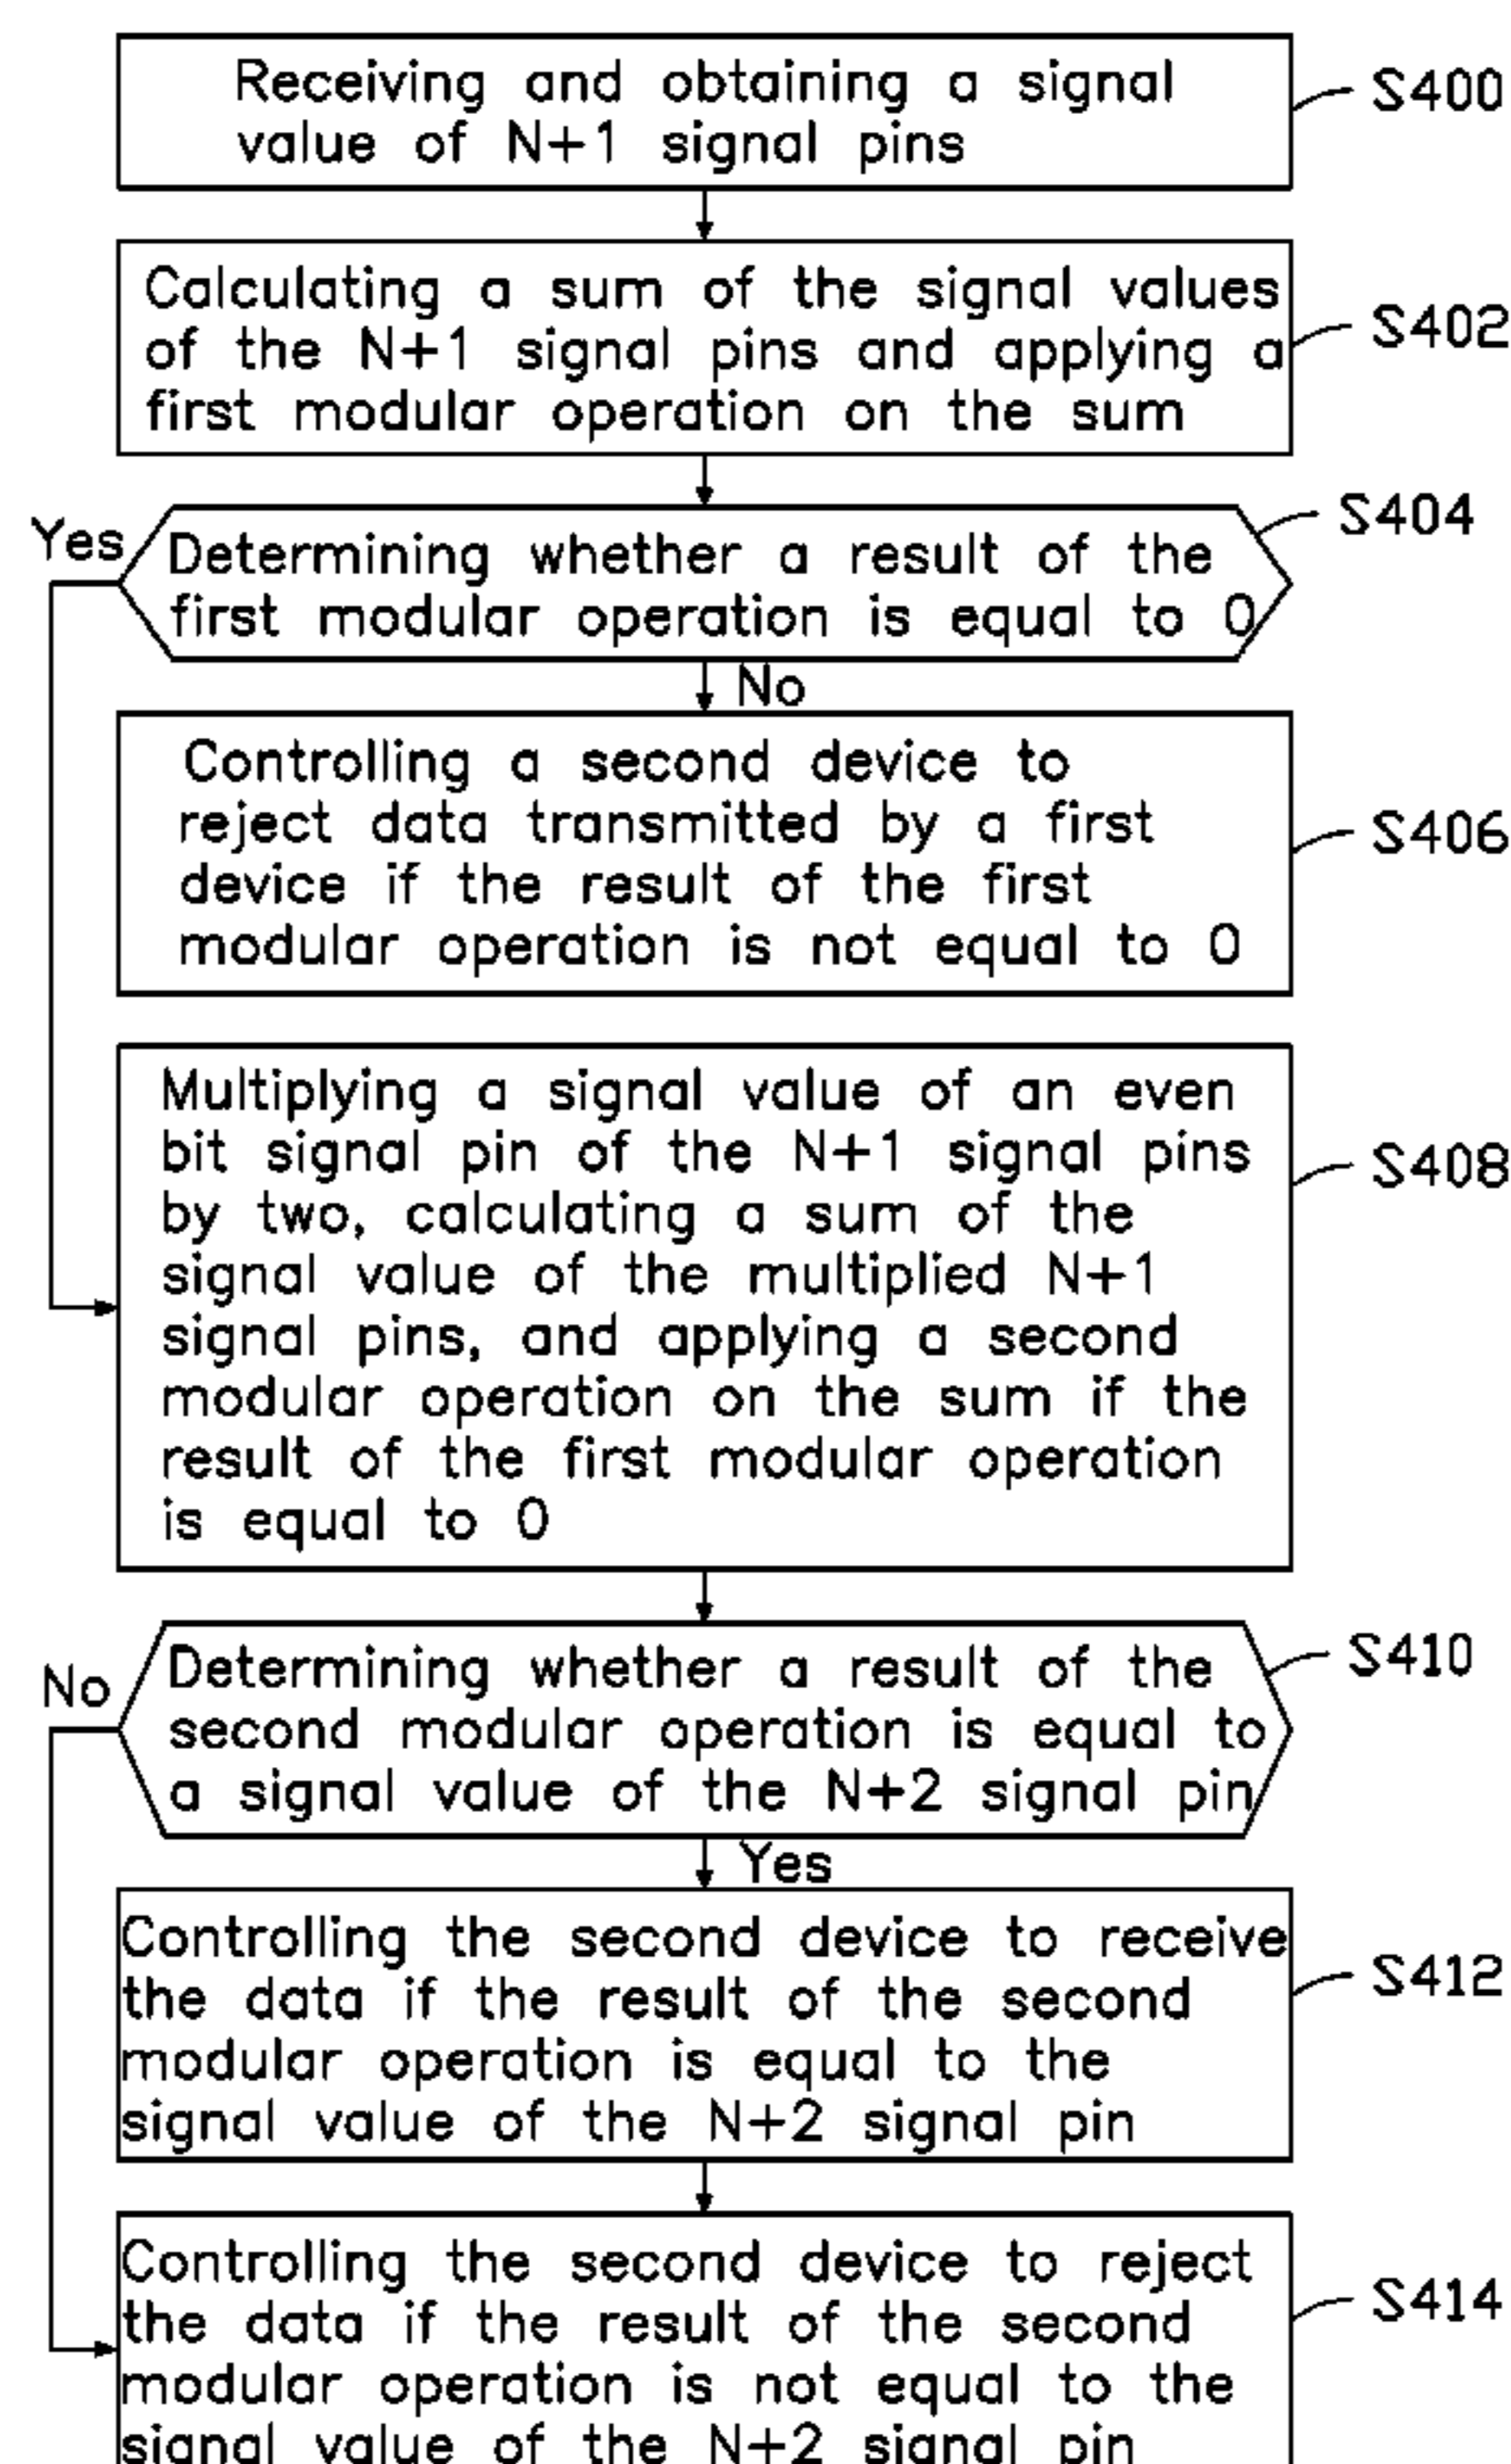 Receiving and obtaining a signal
value of N+1 signal pins
S400
Calculating a sum of the signal values
of the N+1 signal pins and applying a
first modular operation on the sum
S402
Yes
Determining whether a result of the
first modular operation is equal to 0
S404
No
Controlling a second device to
reject data transmitted by a first
device if the result of the first
modular operation is not equal to 0
S406
Multiplying a signal value of an even
bit signal pin of the N+1 signal pins
by two, calculating a sum of the
signal value of the multiplied N+1
signal pins, and applying a second
modular operation on the sum if the
result of the first modular operation
is equal to 0
S408
No
Determining whether a result of the
second modular operation is equal to
a signal value of the N+2 signal pin
S410
Yes
Controlling the second device to receive
the data if the result of the second
modular operation is equal to the
signal value of the N+2 signal pin
S412
Controlling the second device to reject
the data if the result of the second
modular operation is not equal to the
signal value of the N+2 signal pin
S414